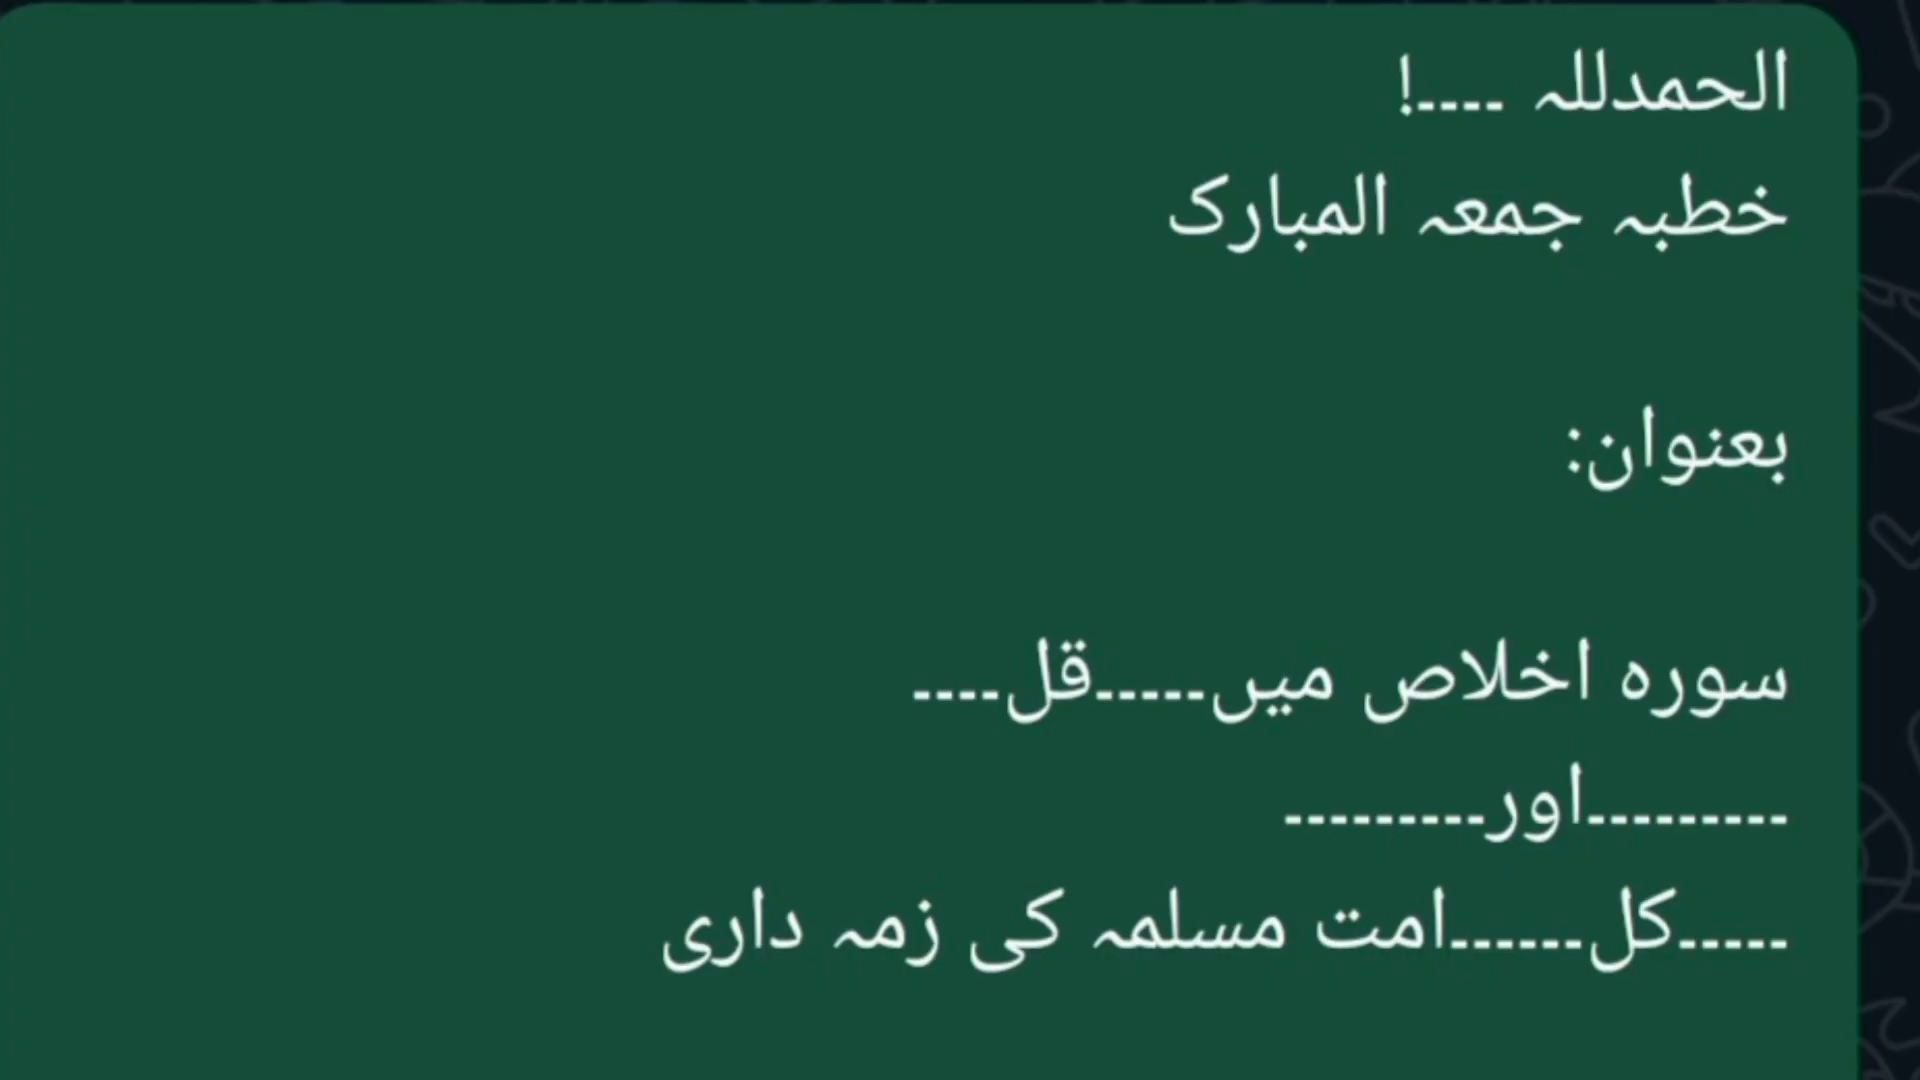 الحمدللہ ----!
خطبہ جمعہ المبارک
بعنوان:
سورہ اخلاص میں-----قل----
---------اور---------
-----کل------امت مسلمہ کی زمہ داری